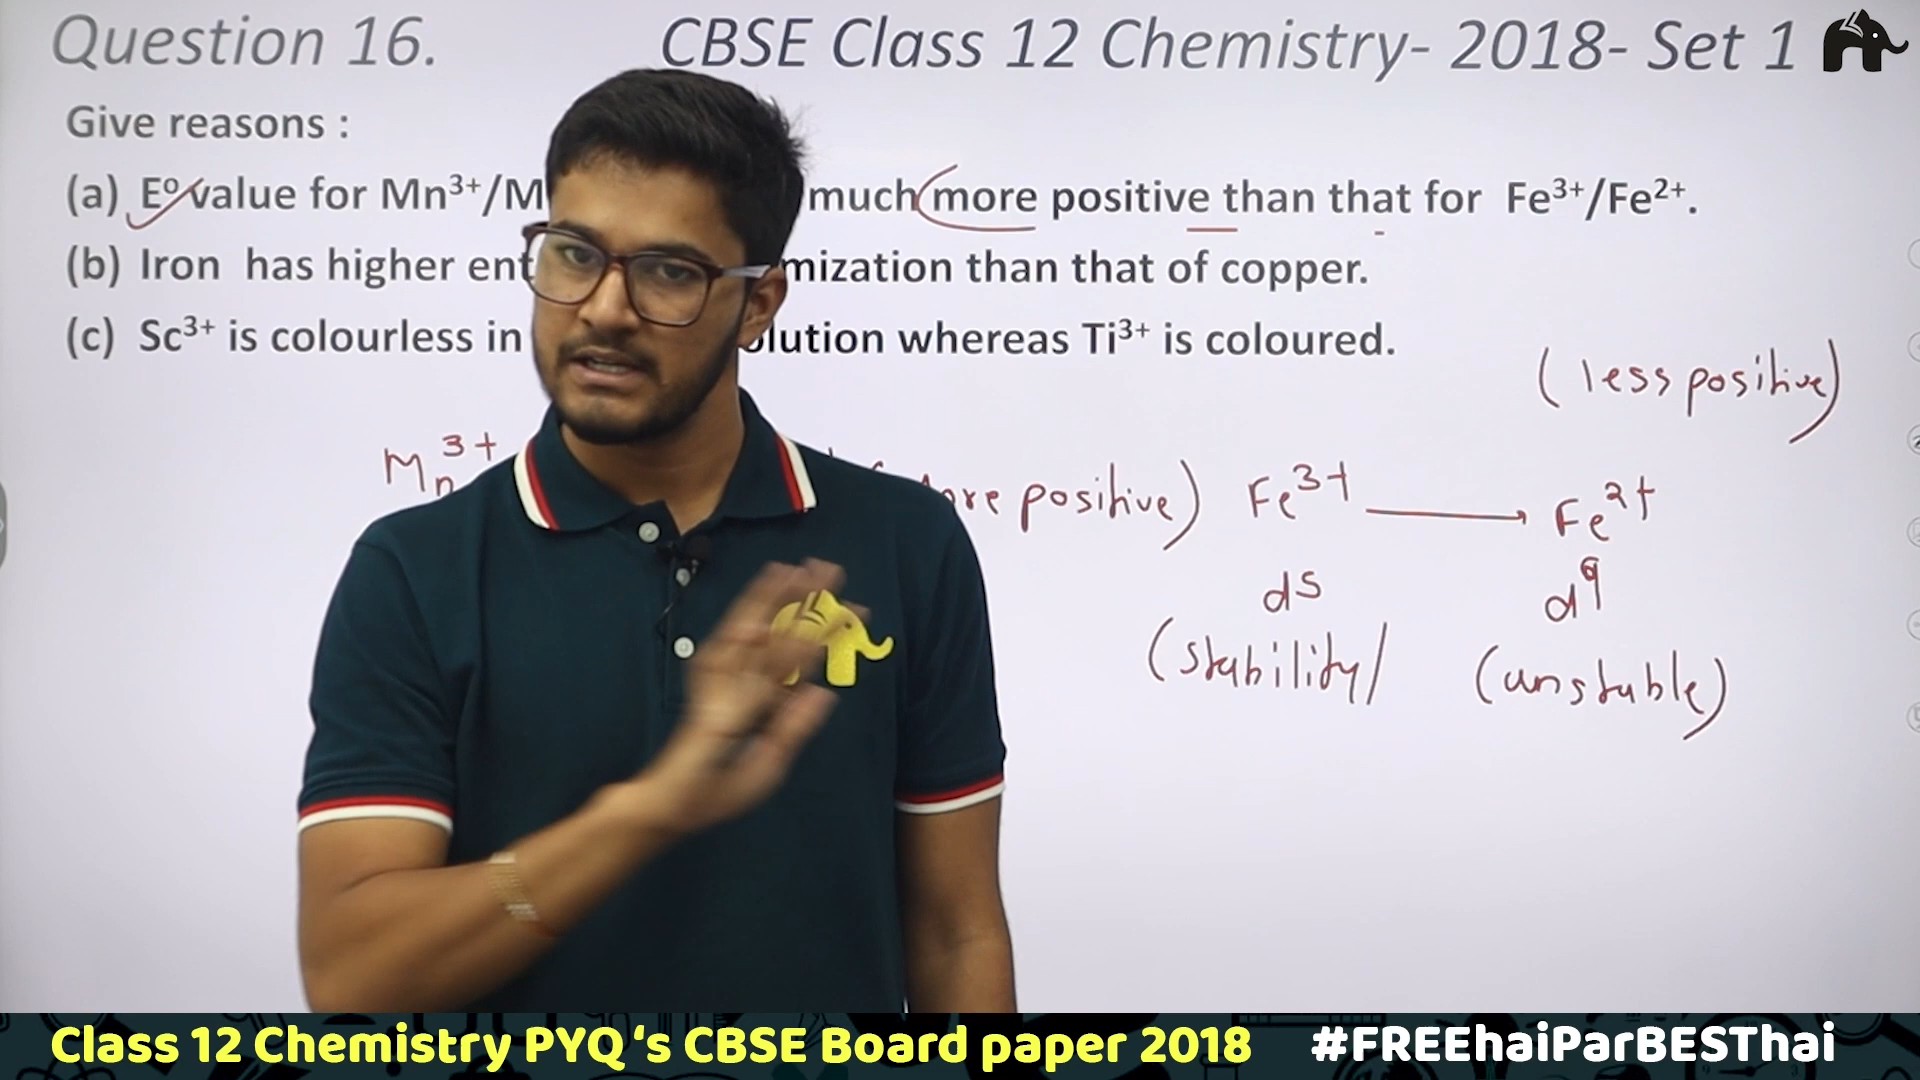 Question 16.
CBSE Class 12 Chemistry- 2018- Set 1
Give reasons :
(a) Eº value for Mn³⁺/M much more positive than that for Fe³⁺/Fe²⁺.
(b) Iron has higher ent mization than that of copper.
(c) Sc³⁺ is colourless in lution whereas Ti³⁺ is coloured.
(less positive)
Mn³⁺ ore positive) Fe³⁺ → Fe²⁺
d⁵
(stability)
(unstable)
Class 12 Chemistry PYQ‘s CBSE Board paper 2018 #FREEhaiParBESThai